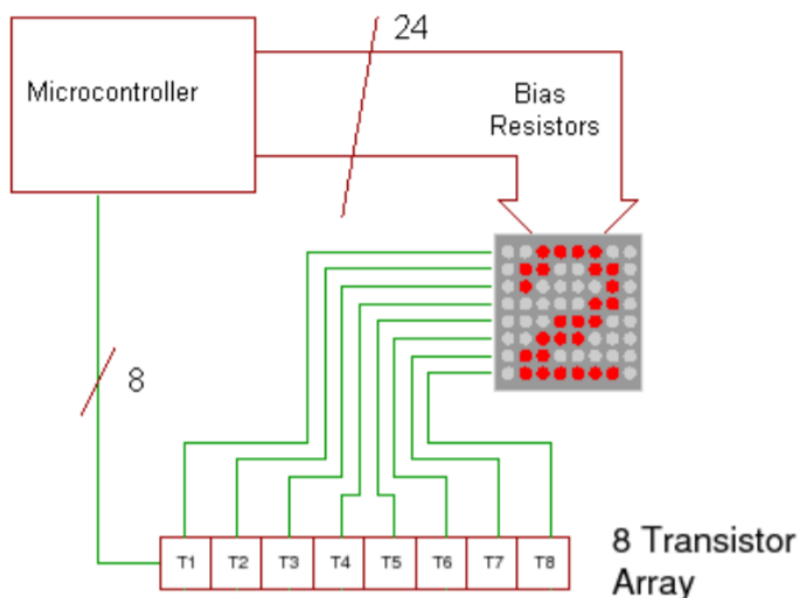 24
Microcontroller
Bias
Resistors
8
T1 T2 T3 T4 T5 T6 T7 T8
8 Transistor
Array